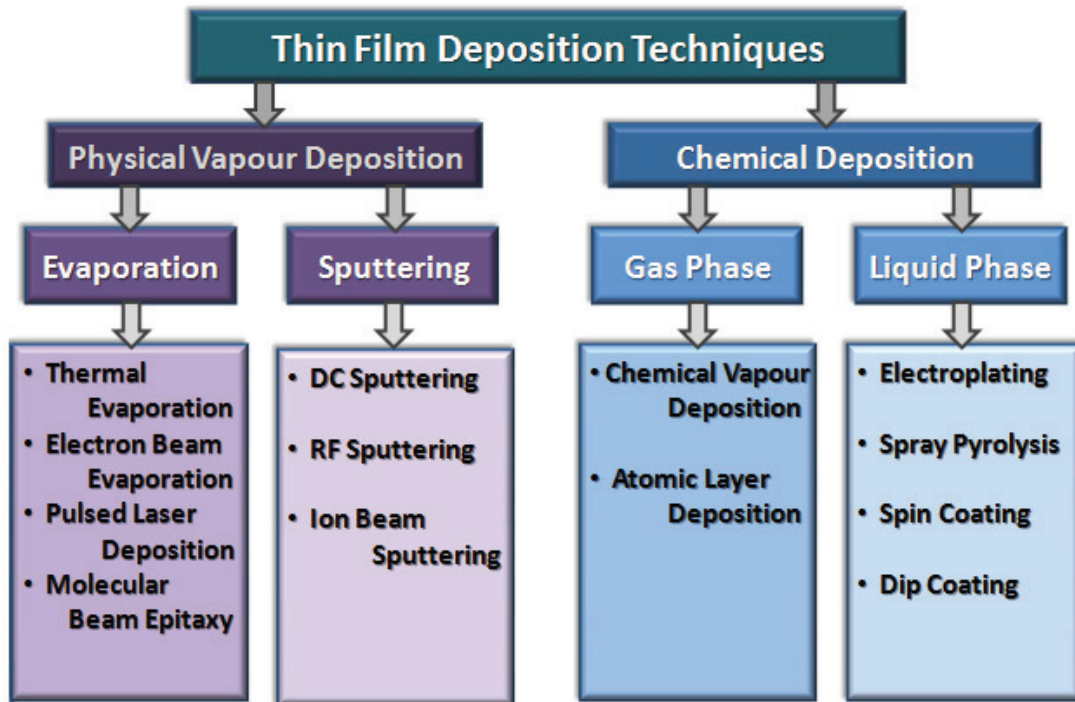 Thin Film Deposition Techniques
Physical Vapour Deposition
Chemical Deposition
Evaporation
Sputtering
Gas Phase
Liquid Phase
• Thermal
Evaporation
• Electron Beam
Evaporation
• Pulsed Laser
Deposition
• Molecular
Beam Epitaxy
• DC Sputtering
• RF Sputtering
• Ion Beam
Sputtering
• Chemical Vapour
Deposition
• Atomic Layer
Deposition
• Electroplating
• Spray Pyrolysis
• Spin Coating
• Dip Coating